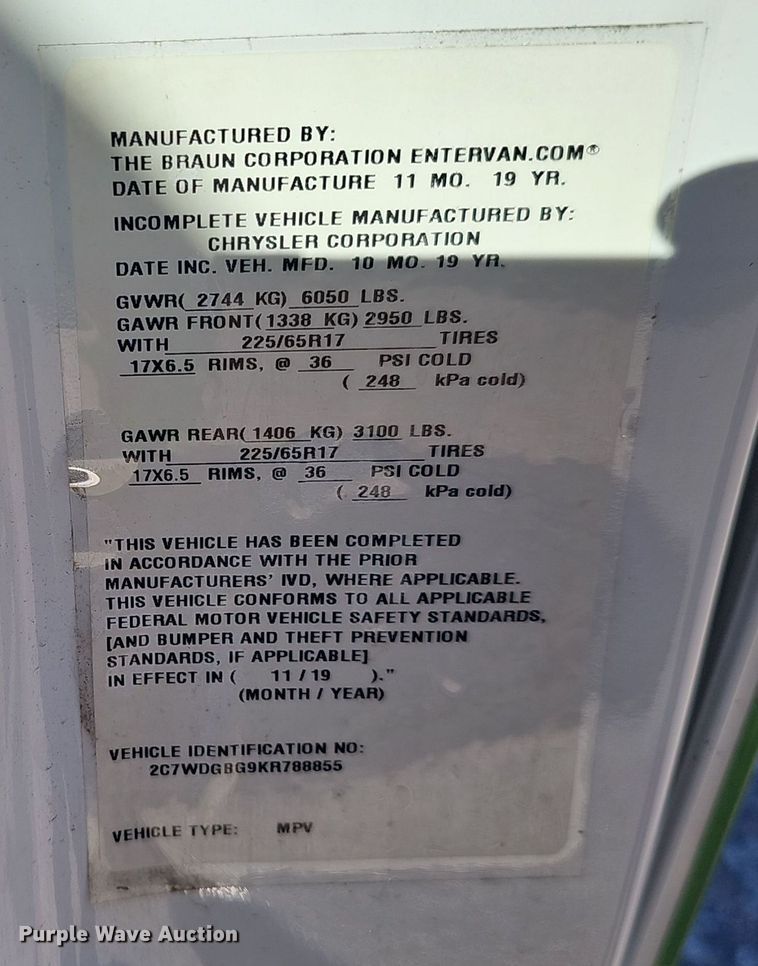 MANUFACTURED BY:
THE BRAUN CORPORATION ENTERVAN.COM®
DATE OF MANUFACTURE 11 MO. 19 YR.
INCOMPLETE VEHICLE MANUFACTURED BY:
CHRYSLER CORPORATION
DATE INC. VEH. MFD. 10 MO. 19 YR.
GVWR( 2744 KG) 6050 LBS.
GAWR FRONT(1338 KG) 2950 LBS.
WITH 225/65R17 TIRES
17X6.5 RIMS, @ 36 PSI COLD
( 248 kPa cold)
GAWR REAR(1406 KG) 3100 LBS.
WITH 225/65R17 TIRES
17X6.5 RIMS, @ 36 PSI COLD
( 248 kPa cold)
"THIS VEHICLE HAS BEEN COMPLETED
IN ACCORDANCE WITH THE PRIOR
MANUFACTURERS' IVD, WHERE APPLICABLE.
THIS VEHICLE CONFORMS TO ALL APPLICABLE
FEDERAL MOTOR VEHICLE SAFETY STANDARDS,
[AND BUMPER AND THEFT PREVENTION
STANDARDS, IF APPLICABLE]
IN EFFECT IN ( 11 / 19 )."
(MONTH / YEAR)
VEHICLE IDENTIFICATION NO:
2C7WDGBG9KR788855
VEHICLE TYPE: MPV
Purple Wave Auction